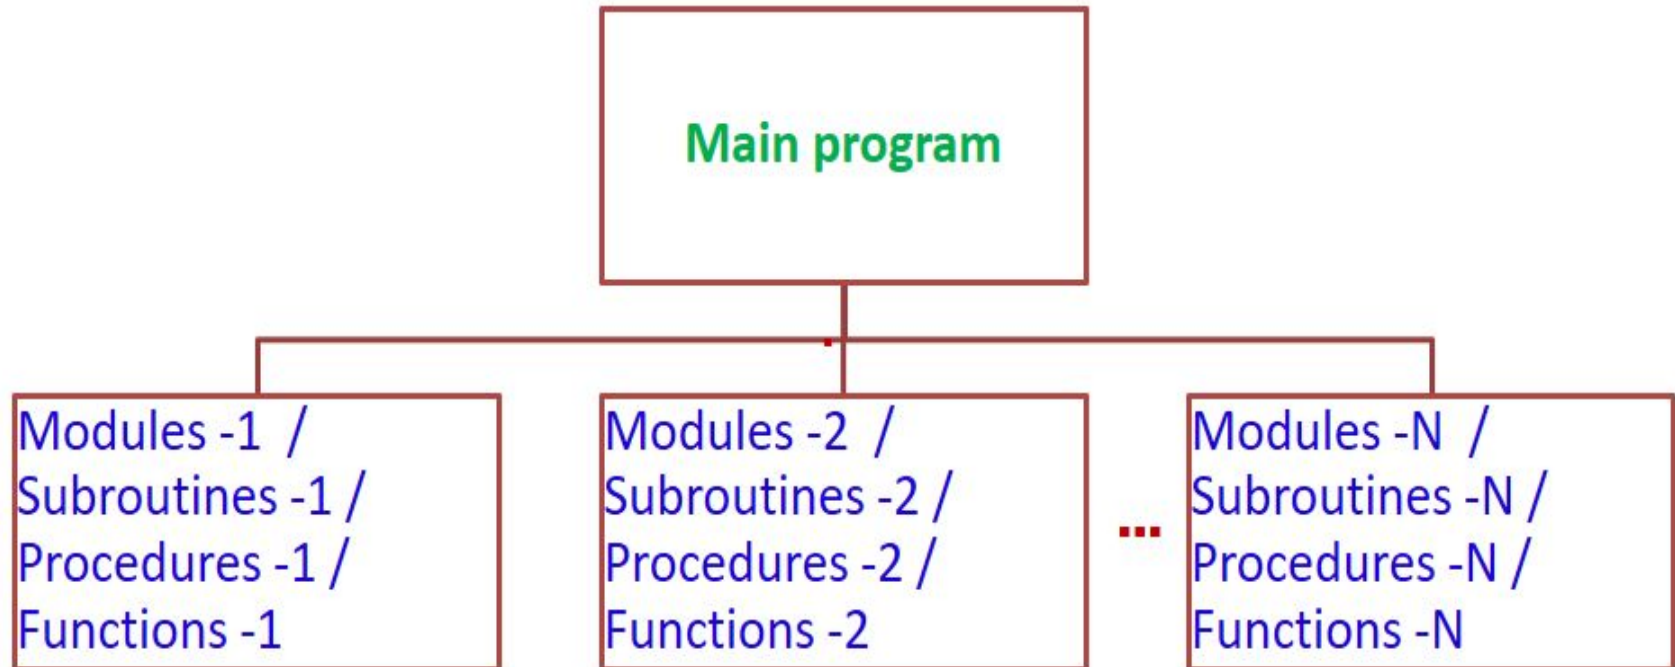 Main program
Modules -1 /
Subroutines -1 /
Procedures -1 /
Functions -1
Modules -2 /
Subroutines -2 /
Procedures -2 /
Functions -2
...
Modules -N /
Subroutines -N /
Procedures -N /
Functions -N